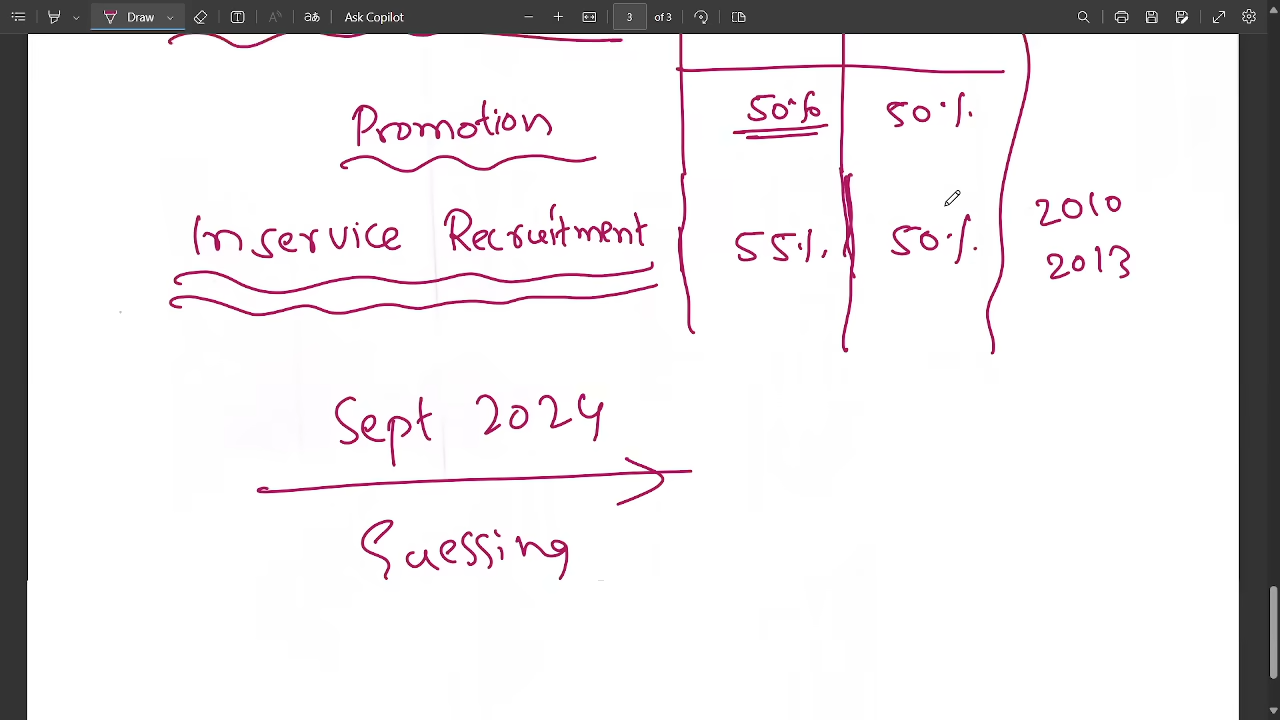 Draw
Ask Copilot
3 of 3
Promotion 50% 50%
Inservice Recruitment 55% 50% 2010
2013
Sept 2024
Guessing